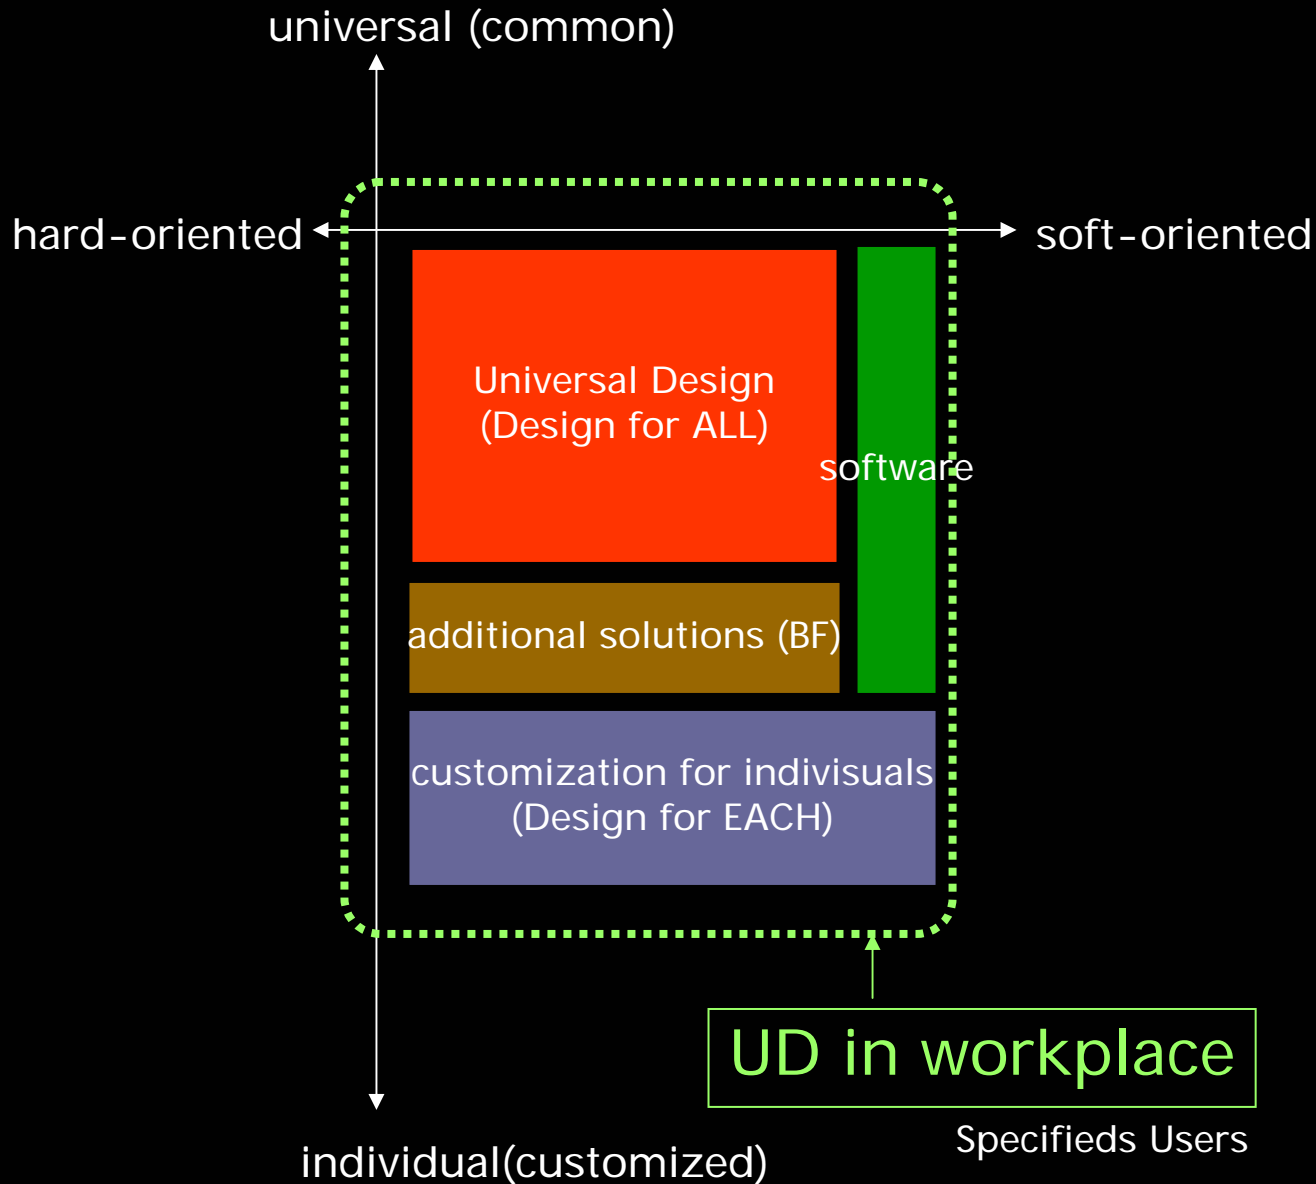 universal (common)
hard-oriented
soft-oriented
Universal Design
(Design for ALL)
software
additional solutions (BF)
customization for indivisuals
(Design for EACH)
UD in workplace
Specifieds Users
individual(customized)